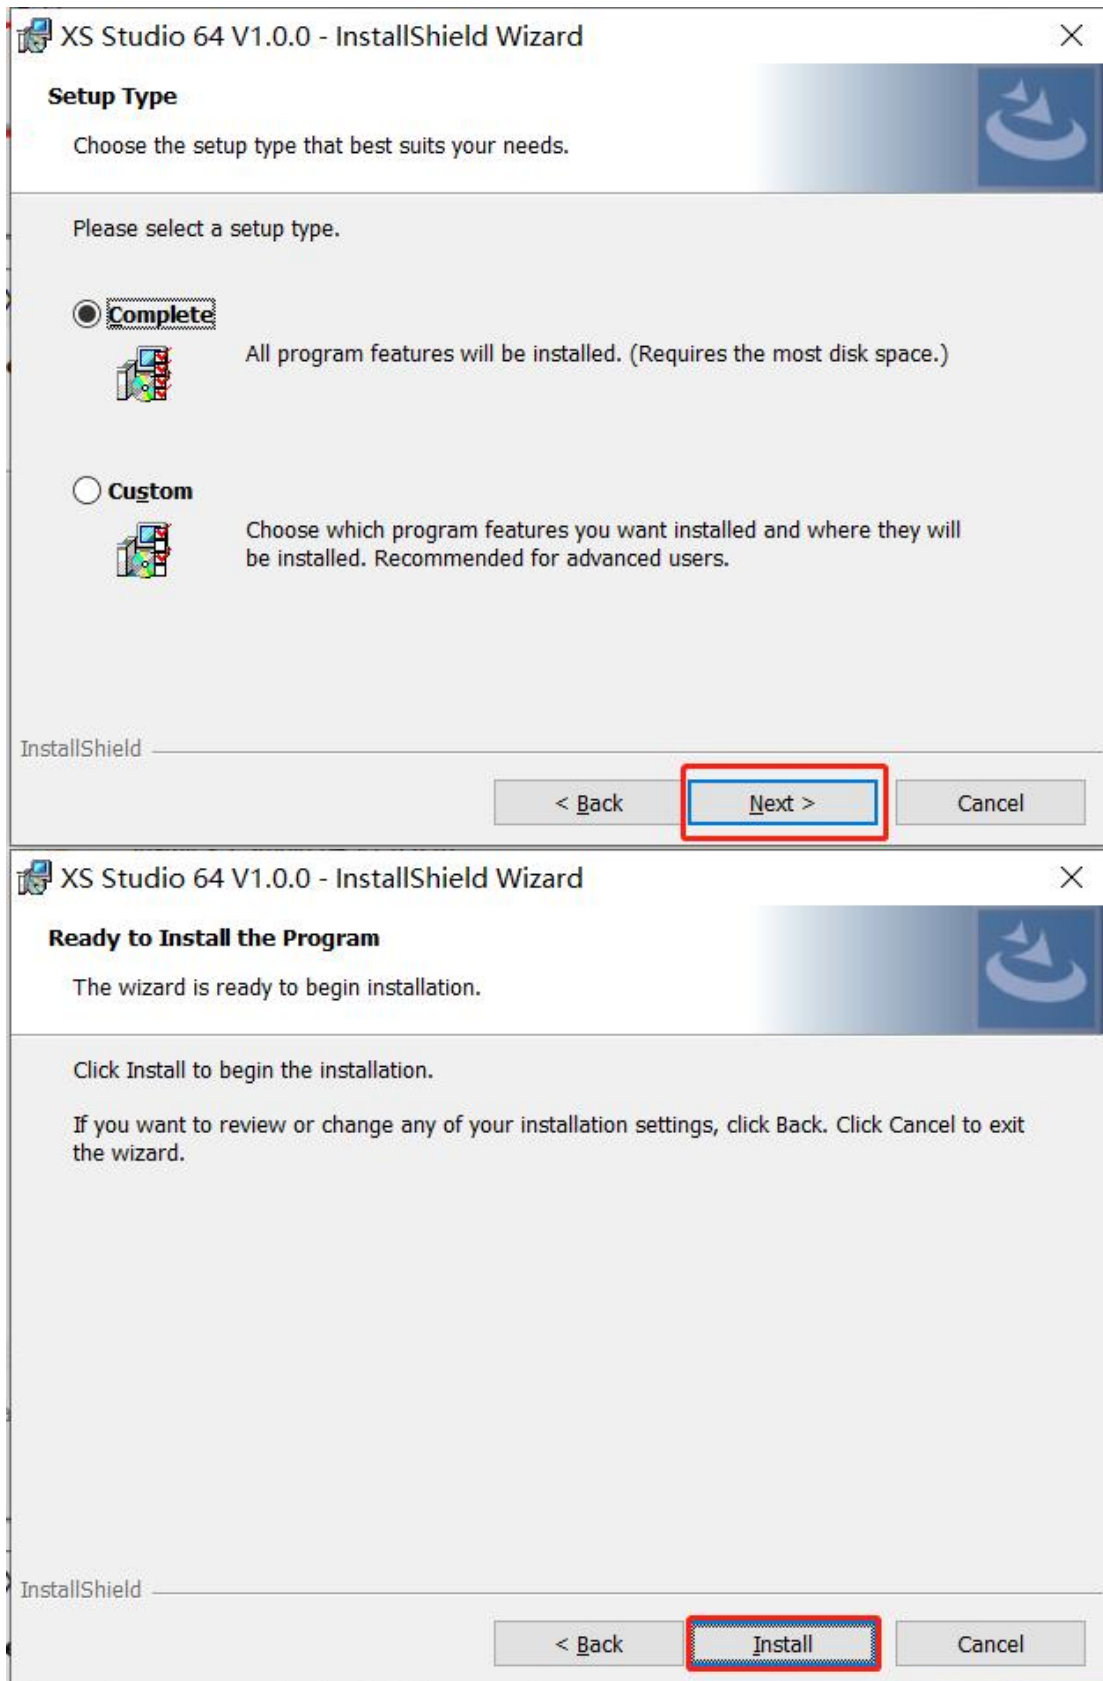 XS Studio 64 V1.0.0 - InstallShield Wizard
Setup Type
Choose the setup type that best suits your needs.
Please select a setup type.
Complete
All program features will be installed. (Requires the most disk space.)
Custom
Choose which program features you want installed and where they will
be installed. Recommended for advanced users.
InstallShield
< Back
Next >
Cancel
XS Studio 64 V1.0.0 - InstallShield Wizard
Ready to Install the Program
The wizard is ready to begin installation.
Click Install to begin the installation.
If you want to review or change any of your installation settings, click Back. Click Cancel to exit
the wizard.
InstallShield
< Back
Install
Cancel